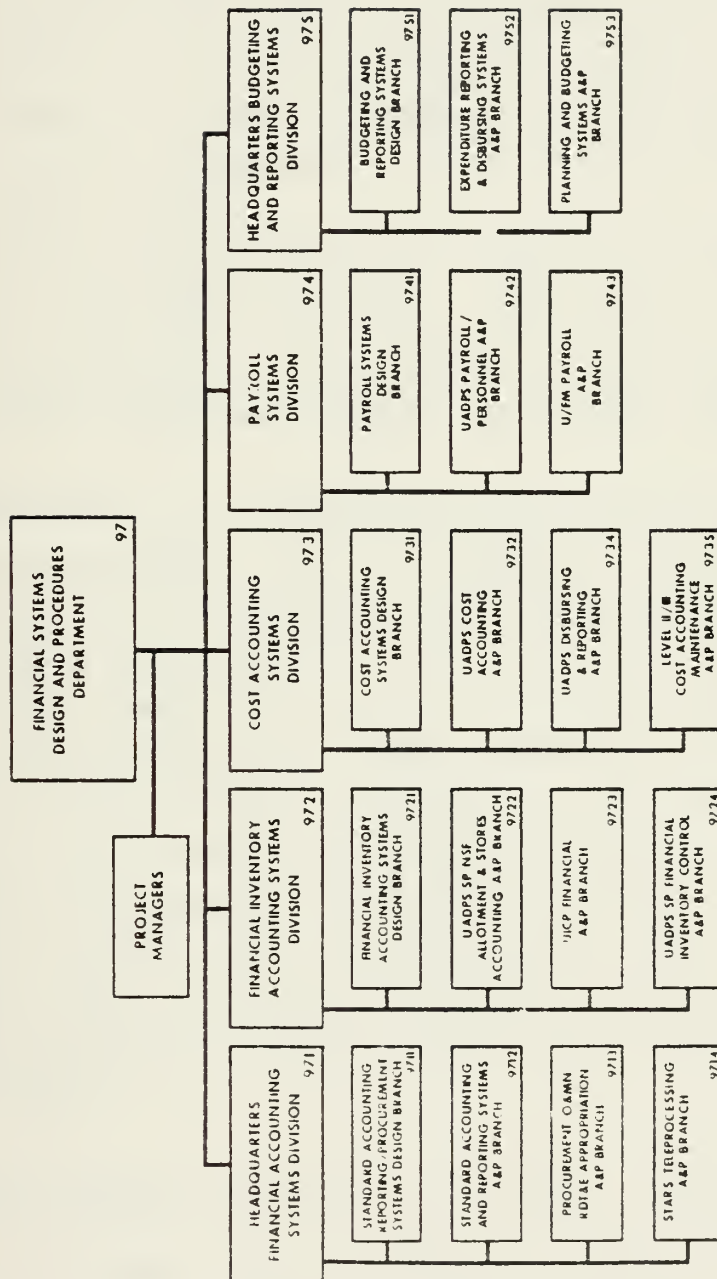 FINANCIAL SYSTEMS
DESIGN AND PROCEDURES
DEPARTMENT
97
PROJECT
MANAGERS
HEADQUARTERS
FINANCIAL ACCOUNTING
SYSTEMS DIVISION
971
STANDARD ACCOUNTING
REPORTING/PROCUREMENT
SYSTEMS DESIGN BRANCH
9711
STANDARD ACCOUNTING
AND REPORTING SYSTEMS
A&P BRANCH
9712
PROCUREMENT O&MN
RDT&E APPROPRIATION
A&P BRANCH
9713
STARS TELEPROCESSING
A&P BRANCH
9714
FINANCIAL INVENTORY
ACCOUNTING SYSTEMS
DIVISION
972
FINANCIAL INVENTORY
ACCOUNTING SYSTEMS
DESIGN BRANCH
9721
UADPS SP NSF
ALLOTMENT & STORES
ACCOUNTING A&P BRANCH
9722
UICP FINANCIAL
A&P BRANCH
9723
UADPS SP FINANCIAL
INVENTORY CONTROL
A&P BRANCH
9724
COST ACCOUNTING
SYSTEMS
DIVISION
973
COST ACCOUNTING
SYSTEMS DESIGN
BRANCH
9731
UADPS COST
ACCOUNTING
A&P BRANCH
9732
UADPS DISBURSING
& REPORTING
A&P BRANCH
9734
LEVEL II/III
COST ACCOUNTING
MAINTENANCE
A&P BRANCH 9735
PAYROLL
SYSTEMS
DIVISION
974
PAYROLL SYSTEMS
DESIGN
BRANCH
9741
UADPS PAYROLL/
PERSONNEL A&P
BRANCH
9742
U/FM PAYROLL
A&P
BRANCH
9743
HEADQUARTERS BUDGETING
AND REPORTING SYSTEMS
DIVISION
975
BUDGETING AND
REPORTING SYSTEMS
DESIGN BRANCH
9751
EXPENDITURE REPORTING
& DISBURSING SYSTEMS
A&P BRANCH
9752
PLANNING AND BUDGETING
SYSTEMS A&P
BRANCH
9753